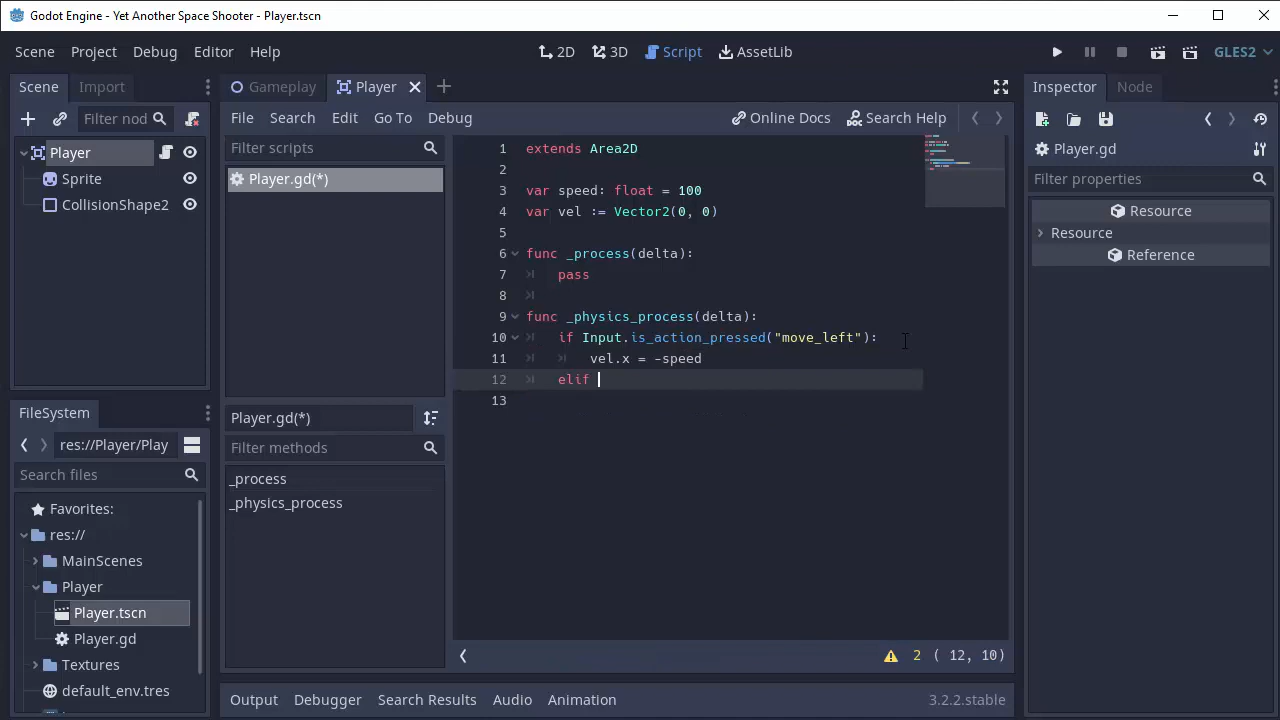 Godot Engine - Yet Another Space Shooter - Player.tscn
Scene Project Debug Editor Help
2D 3D Script AssetLib
GLES2
Scene Import
Filter nod
Player
Sprite
CollisionShape2
FileSystem
res://Player/Play
Search files
Favorites:
res://
MainScenes
Player
Player.tscn
Player.gd
Textures
default_env.tres
Gameplay Player
File Search Edit Go To Debug
Online Docs Search Help
Filter scripts
Player.gd(*)
Player.gd(*)
Filter methods
_process
_physics_process
1 extends Area2D
2
3 var speed: float = 100
4 var vel := Vector2(0, 0)
5
6 func _process(delta):
7 pass
8
9 func _physics_process(delta):
10 if Input.is_action_pressed("move_left"):
11 vel.x = -speed
12 elif
13
2 ( 12, 10)
Output Debugger Search Results Audio Animation
3.2.2.stable
Inspector Node
Player.gd
Filter properties
Resource
Resource
Reference